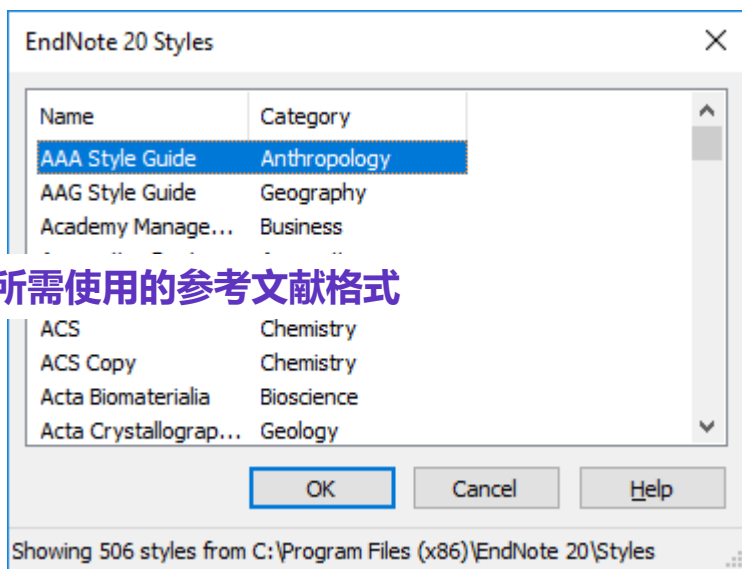 EndNote 20 Styles
Name Category
AAA Style Guide Anthropology
AAG Style Guide Geography
Academy Manage... Business
所需使用的参考文献格式
ACS Chemistry
ACS Copy Chemistry
Acta Biomaterialia Bioscience
Acta Crystallograp... Geology
OK Cancel Help
Showing 506 styles from C:\Program Files (x86)\EndNote 20\Styles